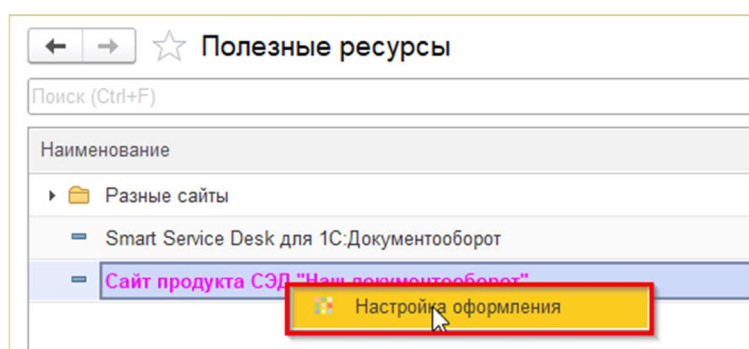 Полезные ресурсы
Поиск (Ctrl+F)
Наименование
Разные сайты
Smart Service Desk для 1С:Документооборот
Сайт продукта СЭД "Наш документооборот"
Настройка оформления